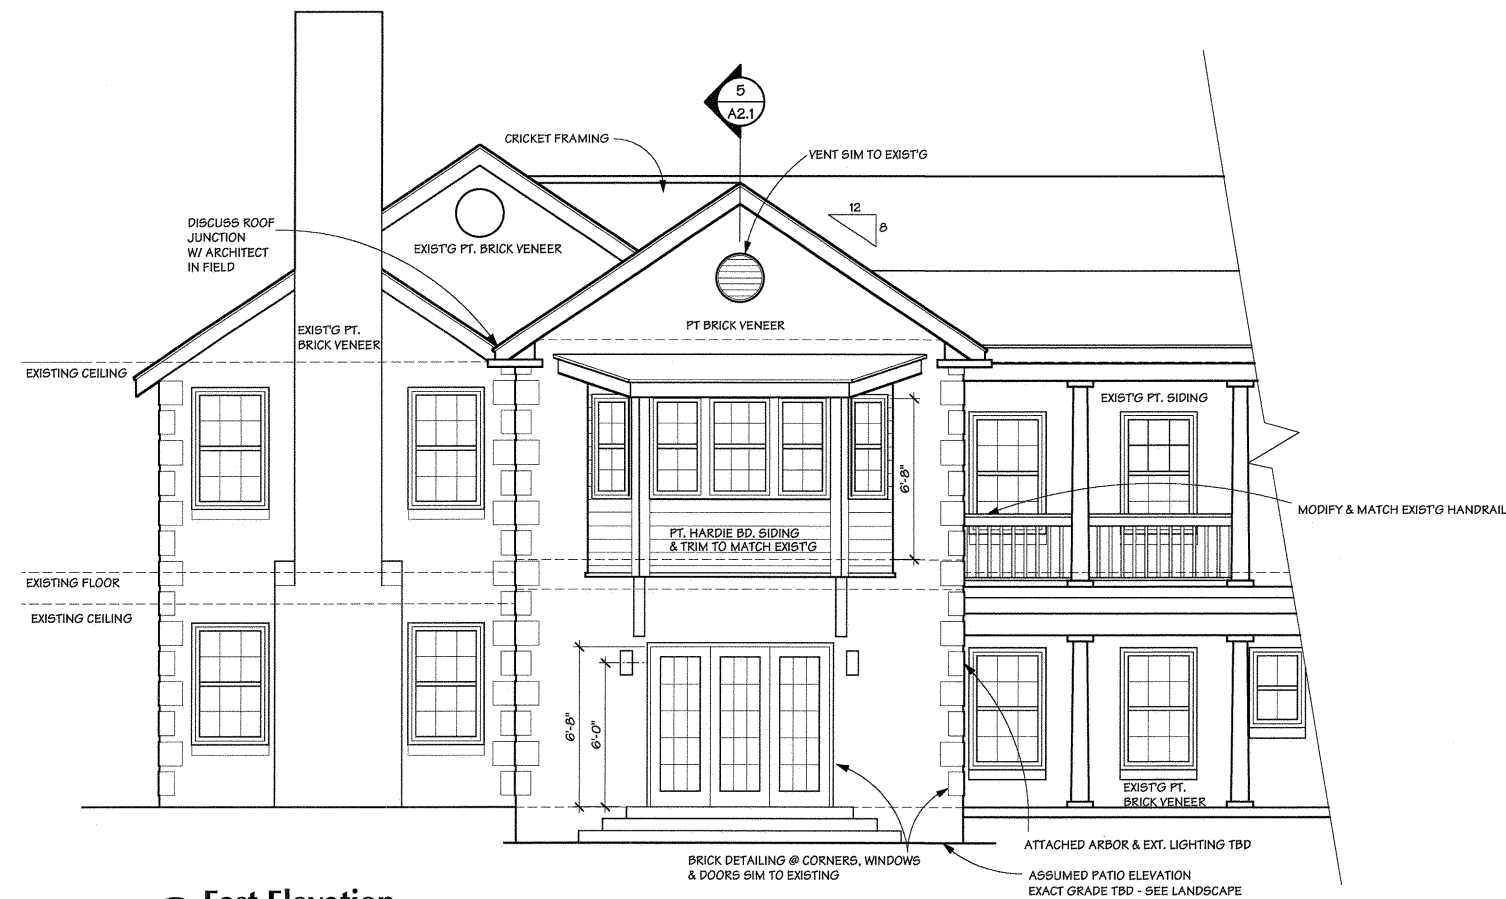 5
A2.1
CRICKET FRAMING
VENT SIM TO EXIST'G
12
8
DISCUSS ROOF
JUNCTION
W/ ARCHITECT
IN FIELD
EXIST'G PT. BRICK VENEER
PT BRICK VENEER
EXIST'G PT.
BRICK VENEER
EXISTING CEILING
EXIST'G PT. SIDING
6'-8"
MODIFY & MATCH EXIST'G HANDRAIL
PT. HARDIE BD. SIDING
& TRIM TO MATCH EXIST'G
EXISTING FLOOR
EXISTING CEILING
6'-8"
6'-0"
EXIST'G PT.
BRICK VENEER
ATTACHED ARBOR & EXT. LIGHTING TBD
BRICK DETAILING @ CORNERS, WINDOWS
& DOORS SIM TO EXISTING
ASSUMED PATIO ELEVATION
EXACT GRADE TBD - SEE LANDSCAPE
East Elevation